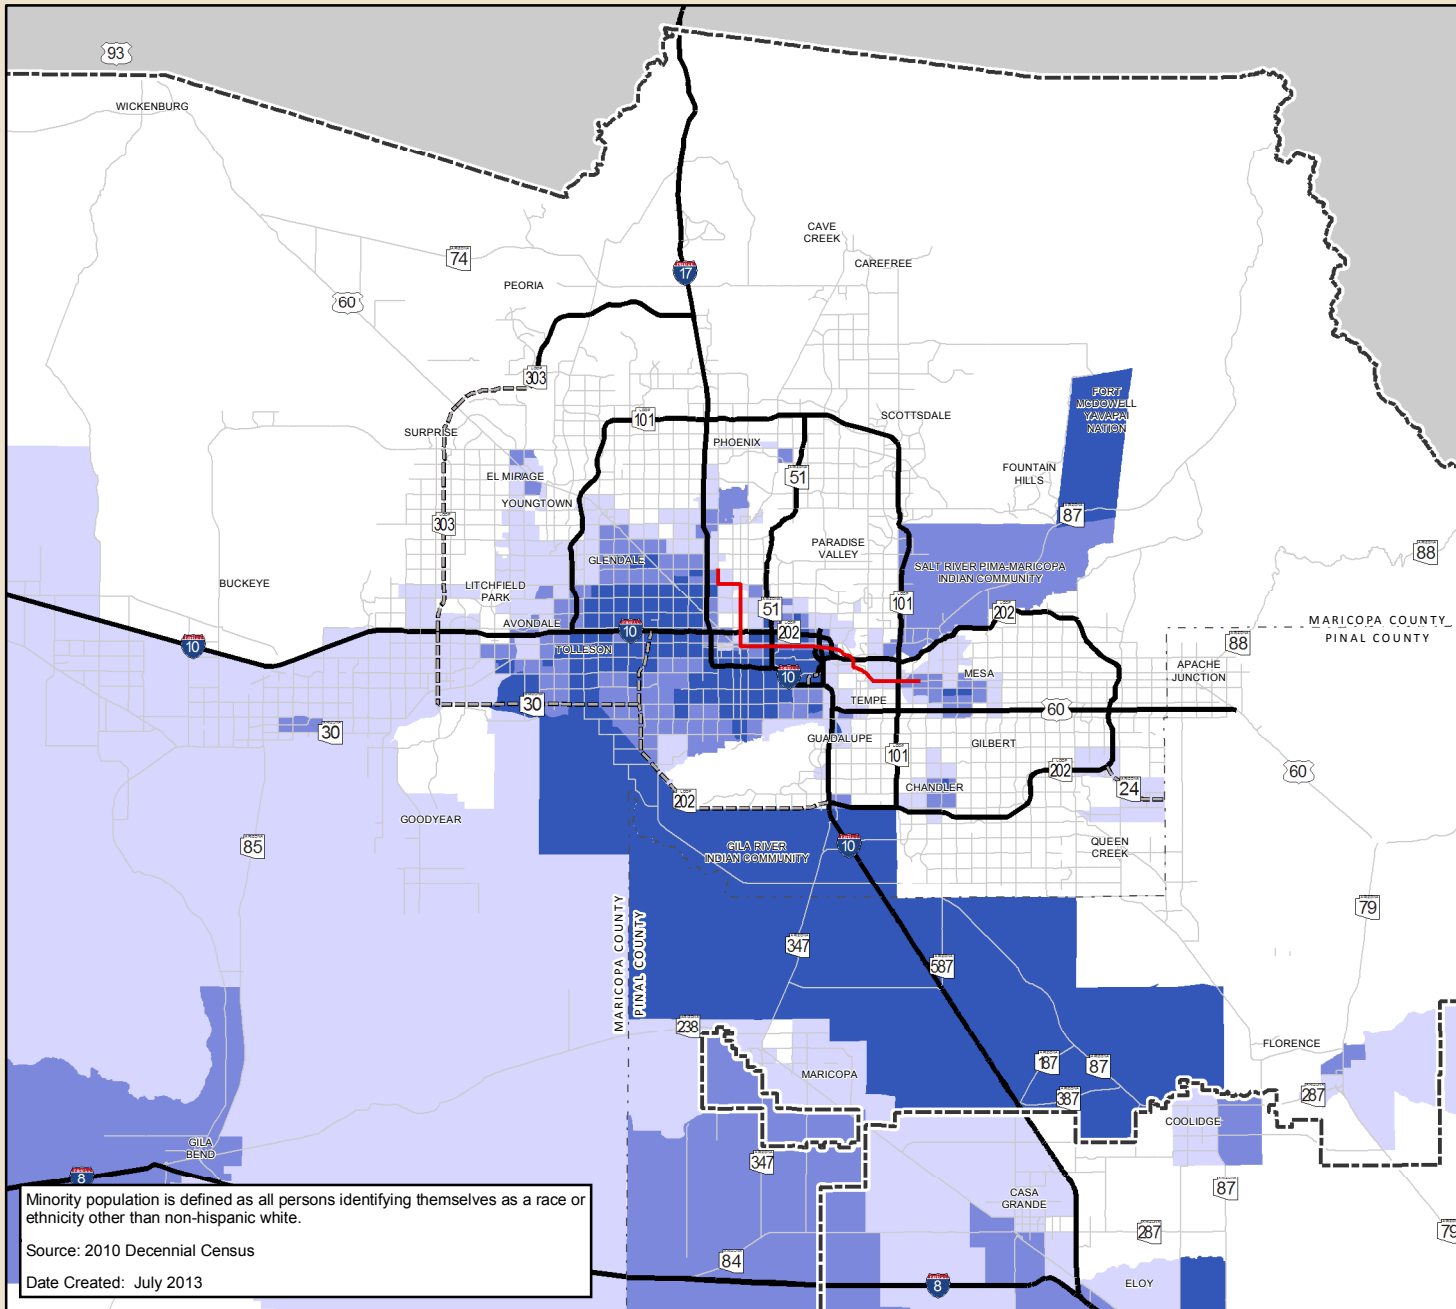 93
WICKENBURG
CAVE
CREEK
CAREFREE
74
17
PEORIA
60
303
101
SCOTTSDALE
SURPRISE
PHOENIX
FORT
MCDOWELL
YAVAPAI
NATION
EL MIRAGE
51
FOUNTAIN
HILLS
YOUNGTOWN
303
87
PARADISE
VALLEY
88
GLENDALE
SALT RIVER PIMA-MARICOPA
INDIAN COMMUNITY
BUCKEYE
LITCHFIELD
PARK
51
101
202
AVONDALE
10
202
MARICOPA COUNTY
PINAL COUNTY
10
TOLLESON
88
APACHE
JUNCTION
10
MESA
30
TEMPE
60
30
GUADALUPE
GILBERT
101
202
60
CHANDLER
24
202
GOODYEAR
85
GILA RIVER
INDIAN COMMUNITY
10
QUEEN
CREEK
79
MARICOPA COUNTY
PINAL COUNTY
347
587
238
FLORENCE
MARICOPA
187
87
387
287
COOLIDGE
GILA
BEND
347
8
87
CASA
GRANDE
287
79
84
8
ELOY
Minority population is defined as all persons identifying themselves as a race or
ethnicity other than non-hispanic white.
Source: 2010 Decennial Census
Date Created: July 2013